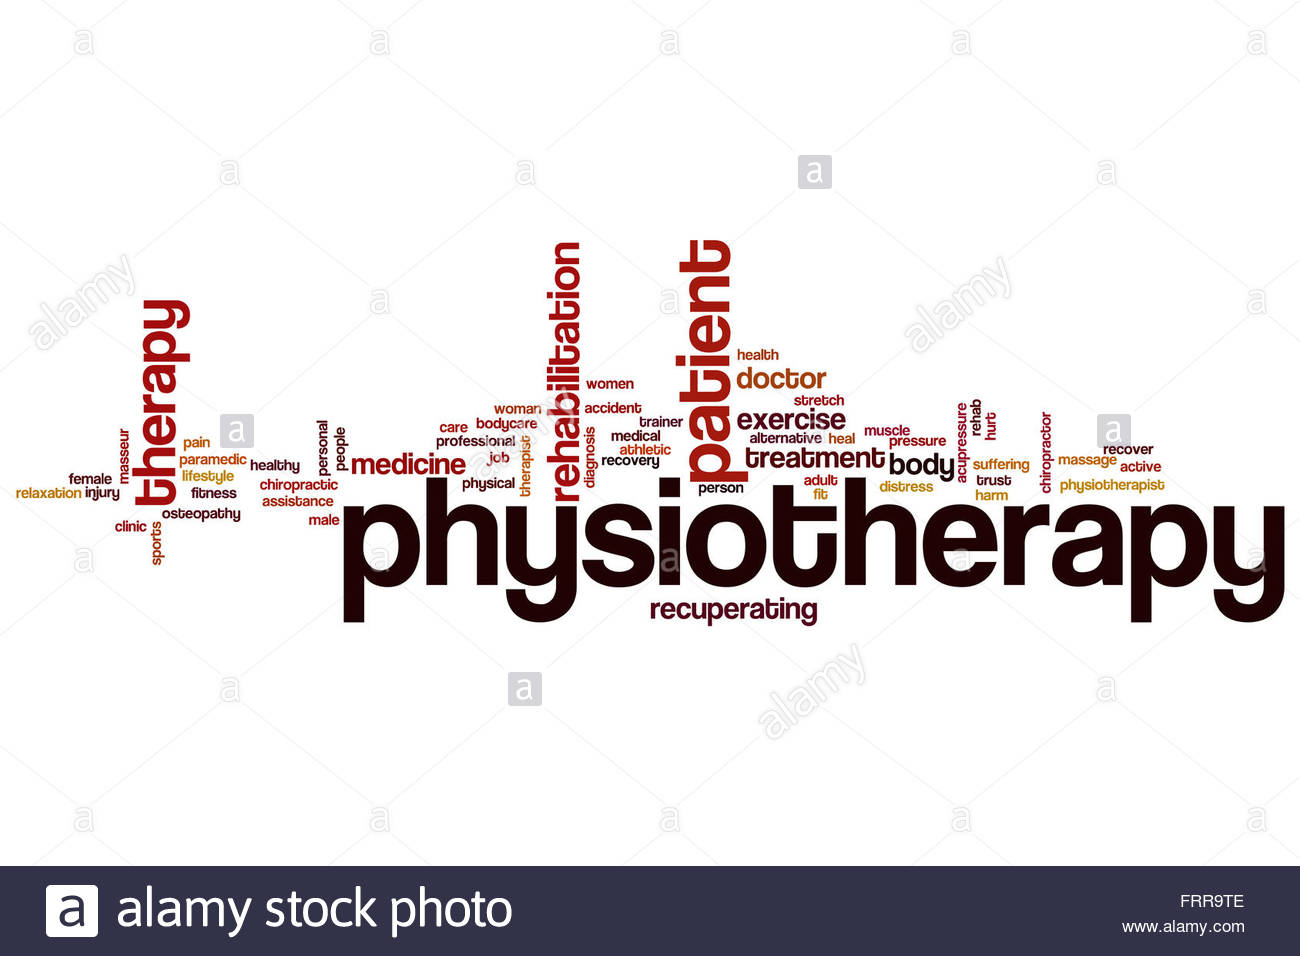 therapy
rehabilitation
patient
health
doctor
women
stretch
woman
accident
exercise
care
bodycare
trainer
muscle
acupressure
rehab
hurt
chiropractor
masseur
pain
personal
people
professional
therapist
diagnosis
medical
alternative
heal
pressure
recover
paramedic
healthy
medicine
job
athletic
recovery
treatment
body
suffering
massage
active
female
lifestyle
chiropractic
physical
person
adult
distress
trust
physiotherapist
relaxation
injury
fitness
assistance
fit
harm
osteopathy
male
clinic
sports
physiotherapy
recuperating
alamy
alamy
alamy
alamy
a alamy stock photo
FRR9TE
www.alamy.com